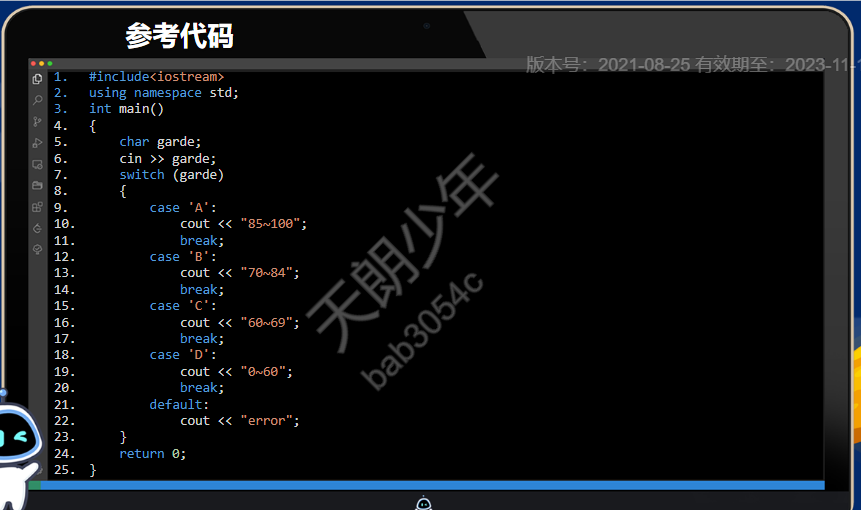 参考代码
版本号：2021-08-25 有效期至：2023-11-
1. #include<iostream>
2. using namespace std;
3. int main()
4. {
5.     char garde;
6.     cin >> garde;
7.     switch (garde)
8.     {
9.         case 'A':
10.             cout << "85~100";
11.             break;
12.         case 'B':
13.             cout << "70~84";
14.             break;
15.         case 'C':
16.             cout << "60~69";
17.             break;
18.         case 'D':
19.             cout << "0~60";
20.             break;
21.         default:
22.             cout << "error";
23.     }
24.     return 0;
25. }
天朗少年
bab3054c